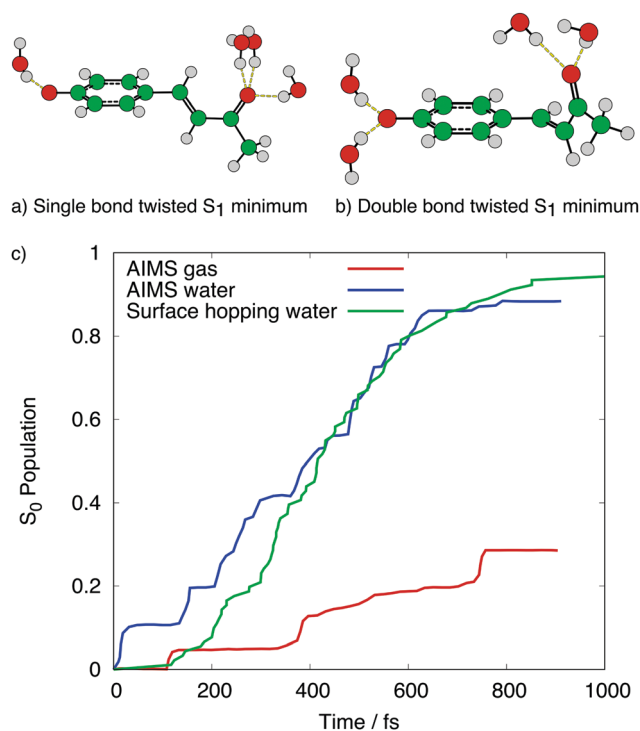 a) Single bond twisted S₁ minimum
b) Double bond twisted S₁ minimum
c)
AIMS gas
AIMS water
Surface hopping water
S₀ Population
1
0.8
0.6
0.4
0.2
0
0 200 400 600 800 1000
Time / fs